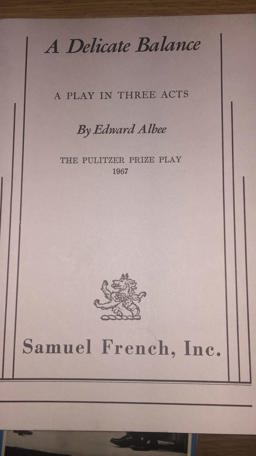 A Delicate Balance
A PLAY IN THREE ACTS
By Edward Albee
THE PULITZER PRIZE PLAY
1967
Samuel French, Inc.